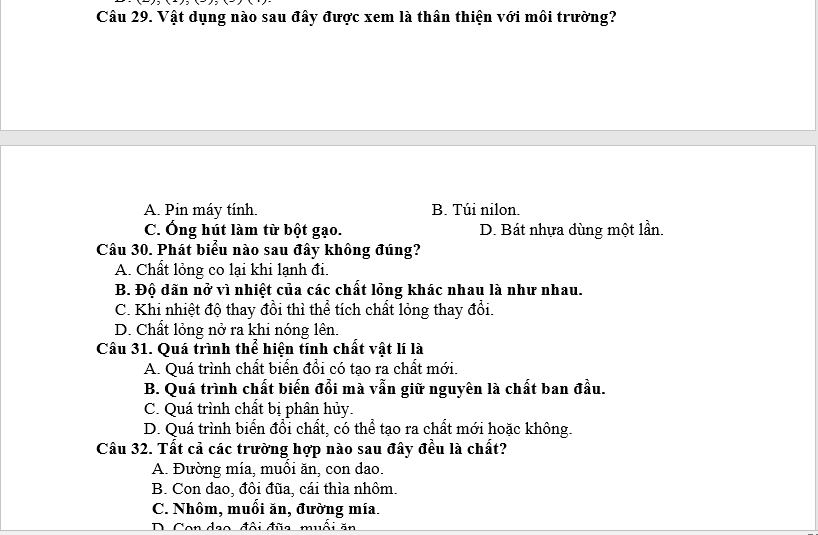 Câu 29. Vật dụng nào sau đây được xem là thân thiện với môi trường?
A. Pin máy tính. B. Túi nilon.
C. Ống hút làm từ bột gạo. D. Bát nhựa dùng một lần.
Câu 30. Phát biểu nào sau đây không đúng?
A. Chất lỏng co lại khi lạnh đi.
B. Độ dãn nở vì nhiệt của các chất lỏng khác nhau là như nhau.
C. Khi nhiệt độ thay đổi thì thể tích chất lỏng thay đổi.
D. Chất lỏng nở ra khi nóng lên.
Câu 31. Quá trình thể hiện tính chất vật lí là
A. Quá trình chất biến đổi có tạo ra chất mới.
B. Quá trình chất biến đổi mà vẫn giữ nguyên là chất ban đầu.
C. Quá trình chất bị phân hủy.
D. Quá trình biến đổi chất, có thể tạo ra chất mới hoặc không.
Câu 32. Tất cả các trường hợp nào sau đây đều là chất?
A. Đường mía, muối ăn, con dao.
B. Con dao, đôi đũa, cái thìa nhôm.
C. Nhôm, muối ăn, đường mía.
D. Con dao, đôi đũa, muối ăn